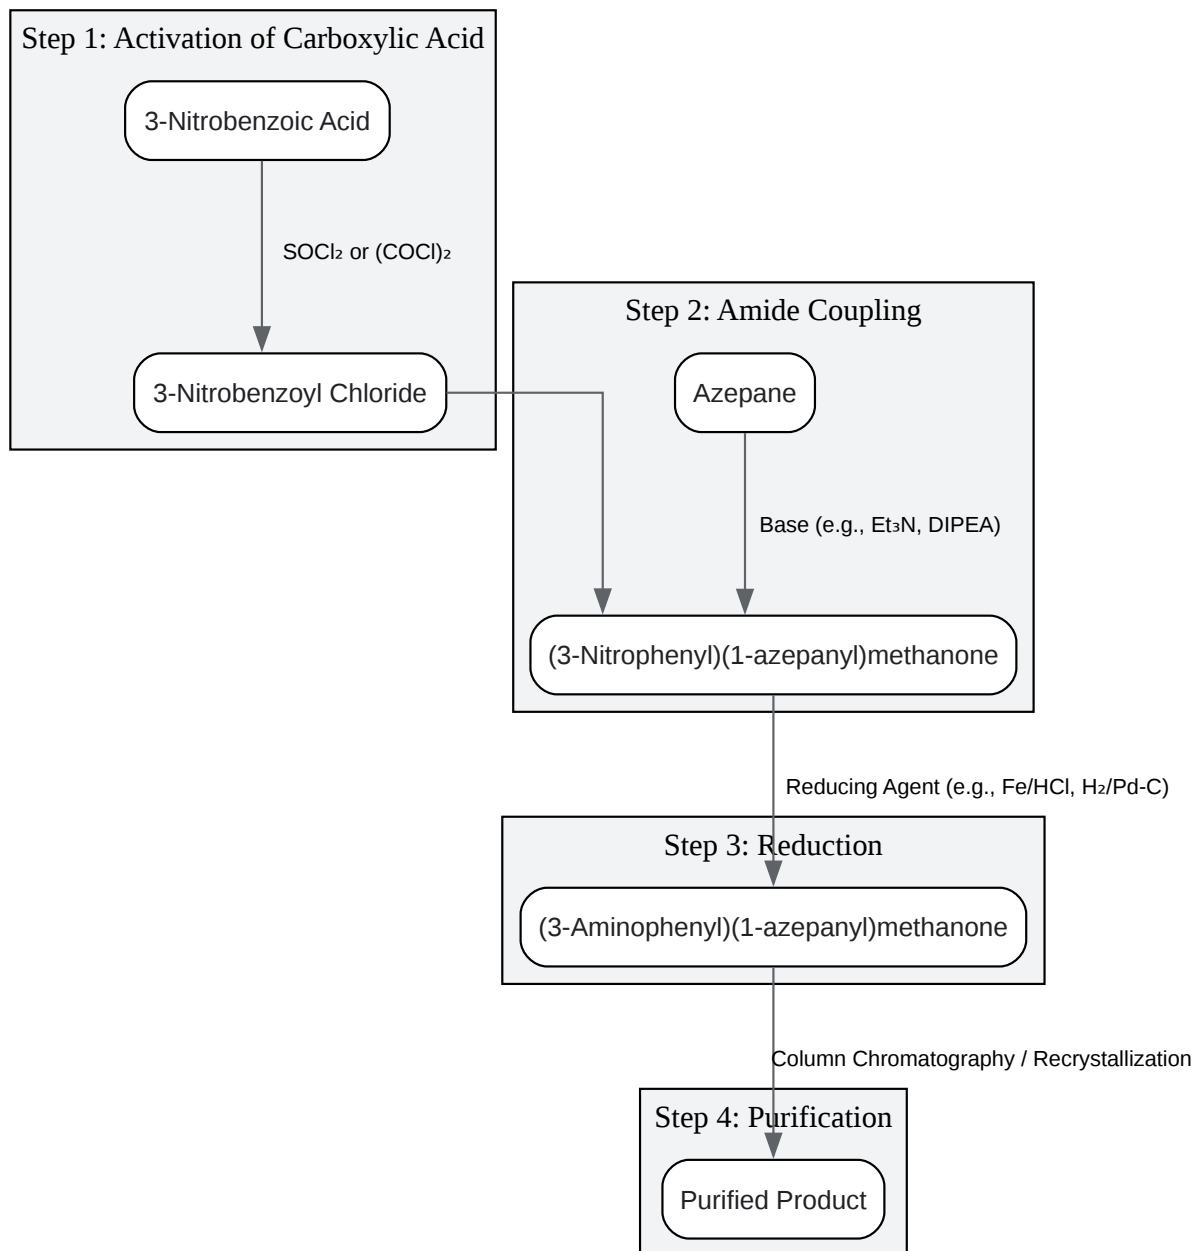 Step 1: Activation of Carboxylic Acid
3-Nitrobenzoic Acid
SOCl₂ or (COCl)₂
3-Nitrobenzoyl Chloride
Step 2: Amide Coupling
Azepane
Base (e.g., Et₃N, DIPEA)
(3-Nitrophenyl)(1-azepanyl)methanone
Reducing Agent (e.g., Fe/HCl, H₂/Pd-C)
Step 3: Reduction
(3-Aminophenyl)(1-azepanyl)methanone
Column Chromatography / Recrystallization
Step 4: Purification
Purified Product